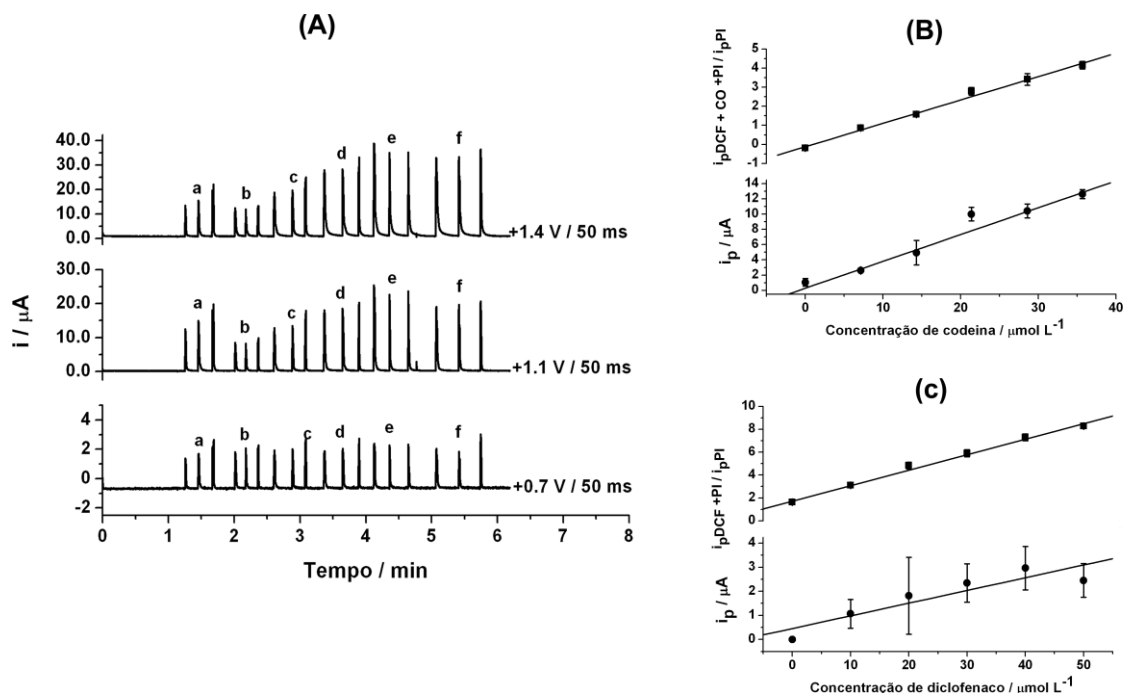 (A)
40.0
30.0
20.0
10.0
0.0
a
b
c
d
e
f
+1.4 V / 50 ms
30.0
20.0
10.0
0.0
a
b
c
d
e
f
+1.1 V / 50 ms
i / μA
4
2
0
-2
a
b
c
d
e
f
+0.7 V / 50 ms
0 1 2 3 4 5 6 7 8
Tempo / min
(B)
i_pDCF + CO +PI / i_pPI
5
4
3
2
1
0
-1
i_p / μA
14
12
10
8
6
4
2
0
0 10 20 30 40
Concentração de codeina / μmol L⁻¹
(c)
i_pDCF +PI / i_pPI
10
8
6
4
2
0
i_p / μA
4
3
2
1
0
0 10 20 30 40 50
Concentração de diclofenaco / μmol L⁻¹